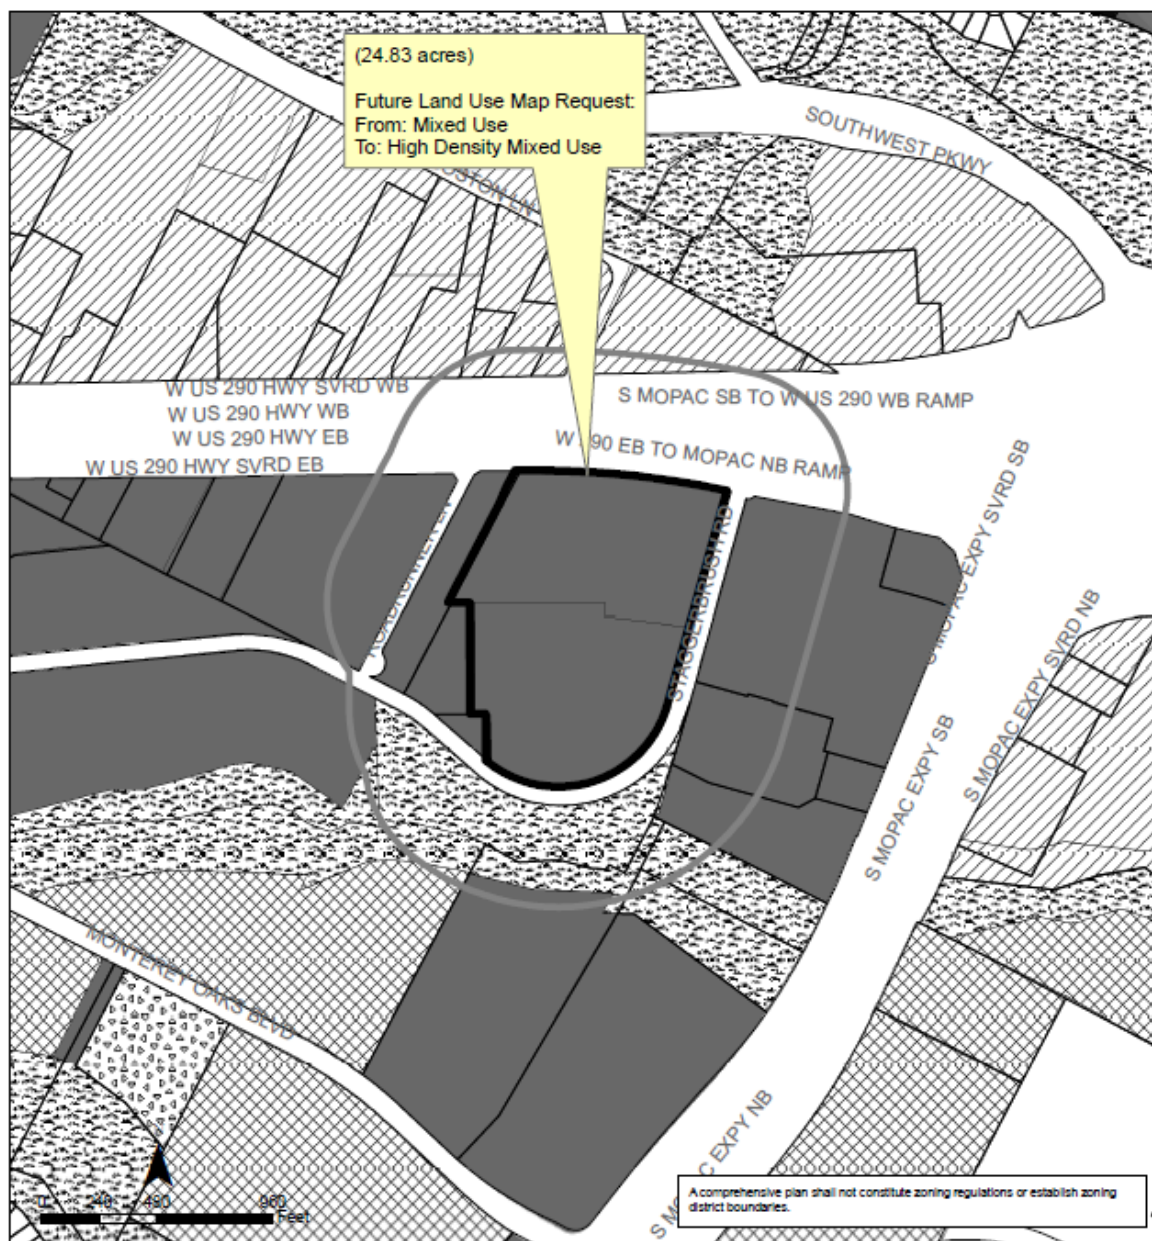 (24.83 acres)
Future Land Use Map Request:
From: Mixed Use
To: High Density Mixed Use
SOUTHWEST PKWY
W US 290 HWY SVRD WB
W US 290 HWY WB
W US 290 HWY EB
W US 290 HWY SVRD EB
S MOPAC SB TO W US 290 WB RAMP
W 290 EB TO MOPAC NB RAMP
ROADRUNNER LN
STAGGERBRUSH RD
S MOPAC EXPY SVRD SB
S MOPAC EXPY SVRD NB
S MOPAC EXPY SB
MONTEREY OAKS BLVD
S MOPAC EXPY NB
0 240 480 960
Feet
A comprehensive plan shall not constitute zoning regulations or establish zoning
district boundaries.